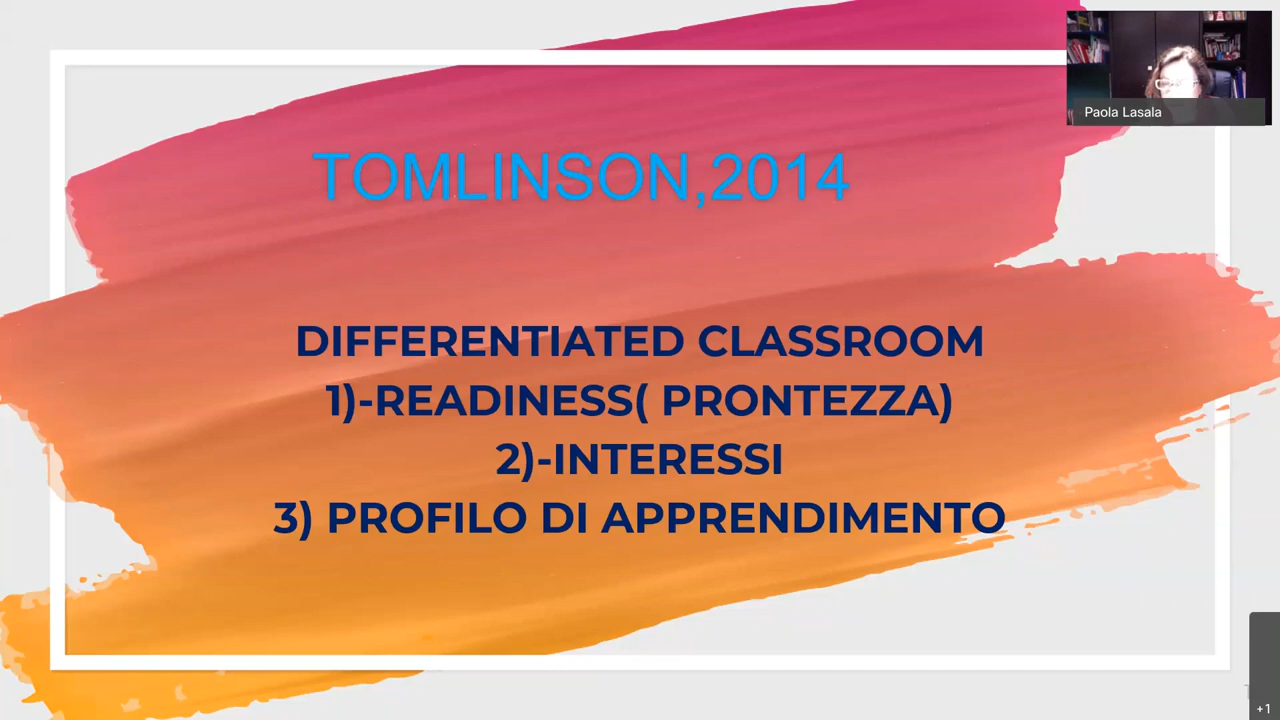 Paola Lasala
TOMLINSON,2014
DIFFERENTIATED CLASSROOM
1)-READINESS( PRONTEZZA)
2)-INTERESSI
3) PROFILO DI APPRENDIMENTO
+1